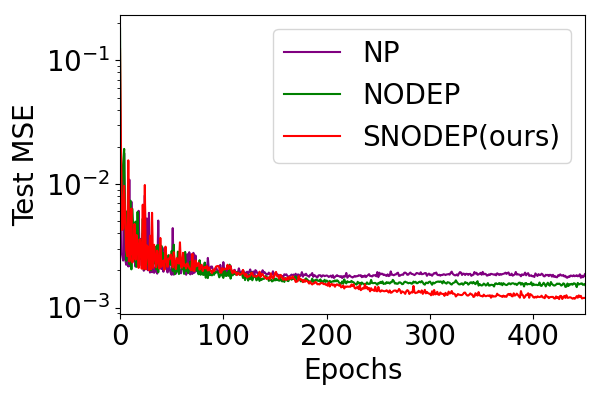 10⁻¹
10⁻²
10⁻³
Test MSE
NP
NODEP
SNODEP(ours)
0 100 200 300 400
Epochs